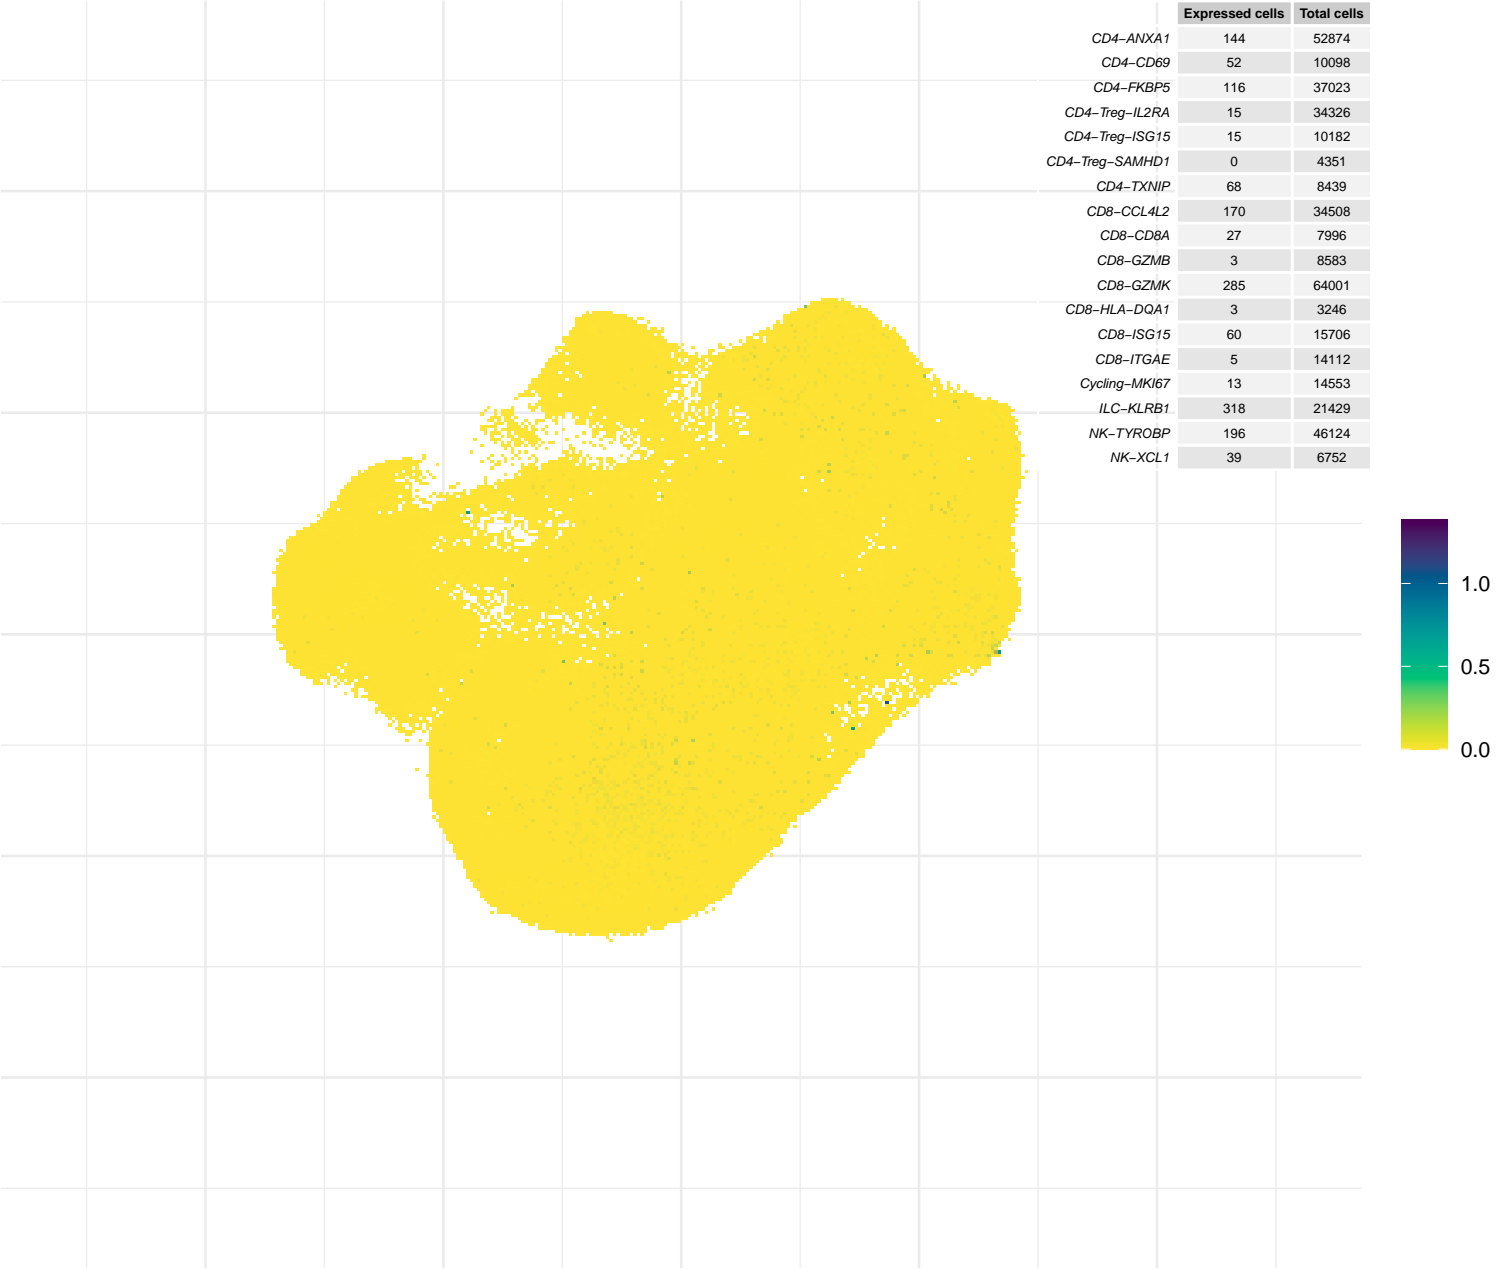 Expressed cells Total cells
CD4−ANXA1 144 52874
CD4−CD69 52 10098
CD4−FKBP5 116 37023
CD4−Treg−IL2RA 15 34326
CD4−Treg−ISG15 15 10182
CD4−Treg−SAMHD1 0 4351
CD4−TXNIP 68 8439
CD8−CCL4L2 170 34508
CD8−CD8A 27 7996
CD8−GZMB 3 8583
CD8−GZMK 285 64001
CD8−HLA−DQA1 3 3246
CD8−ISG15 60 15706
CD8−ITGAE 5 14112
Cycling−MKI67 13 14553
ILC−KLRB1 318 21429
NK−TYROBP 196 46124
NK−XCL1 39 6752
1.0
0.5
0.0